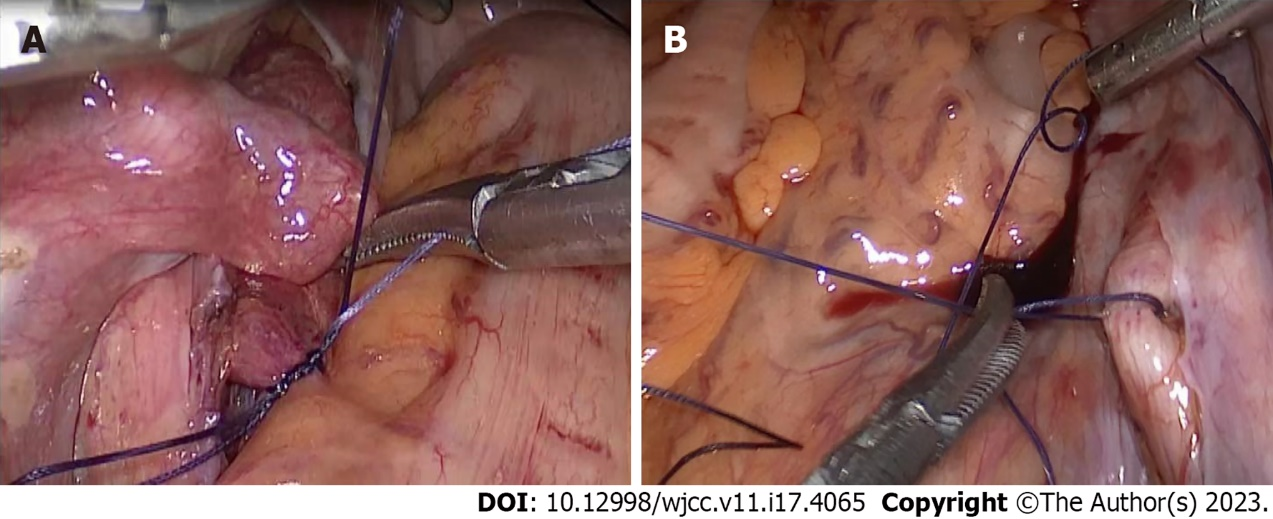 A
B
DOI: 10.12998/wjcc.v11.i17.4065 Copyright ©The Author(s) 2023.